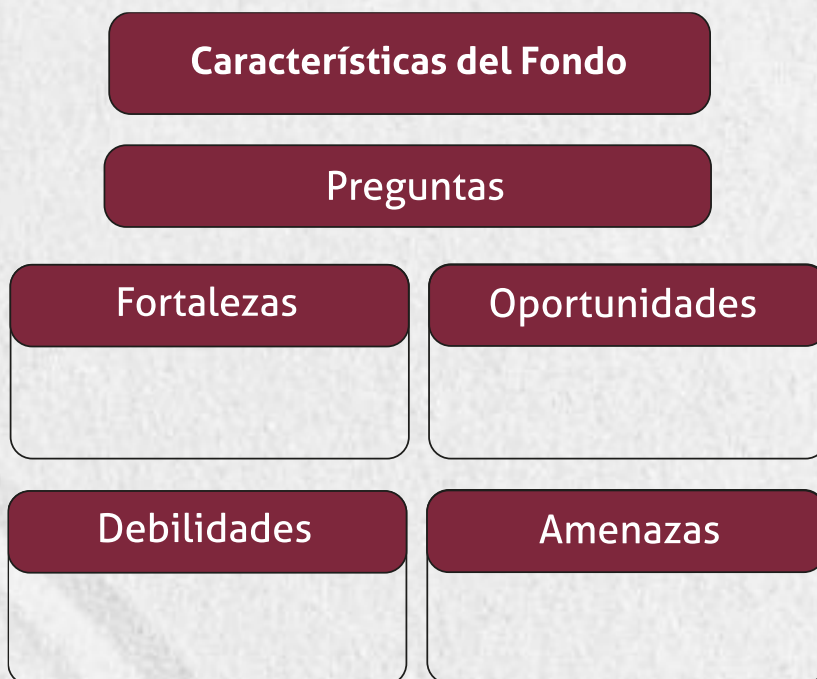 Características del Fondo
Preguntas
Fortalezas
Oportunidades
Debilidades
Amenazas